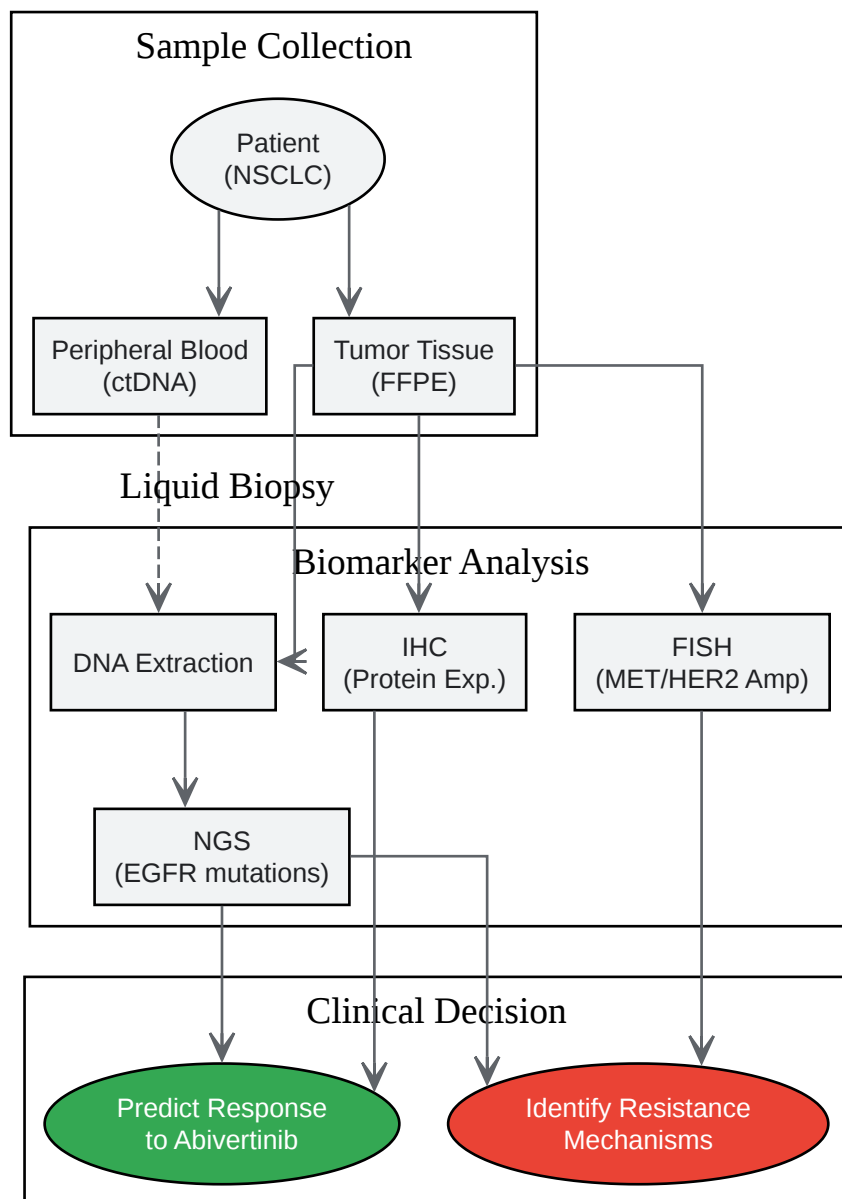 Sample Collection
Patient
(NSCLC)
Peripheral Blood
(ctDNA)
Tumor Tissue
(FFPE)
Liquid Biopsy
Biomarker Analysis
DNA Extraction
IHC
(Protein Exp.)
FISH
(MET/HER2 Amp)
NGS
(EGFR mutations)
Clinical Decision
Predict Response
to Abivertinib
Identify Resistance
Mechanisms